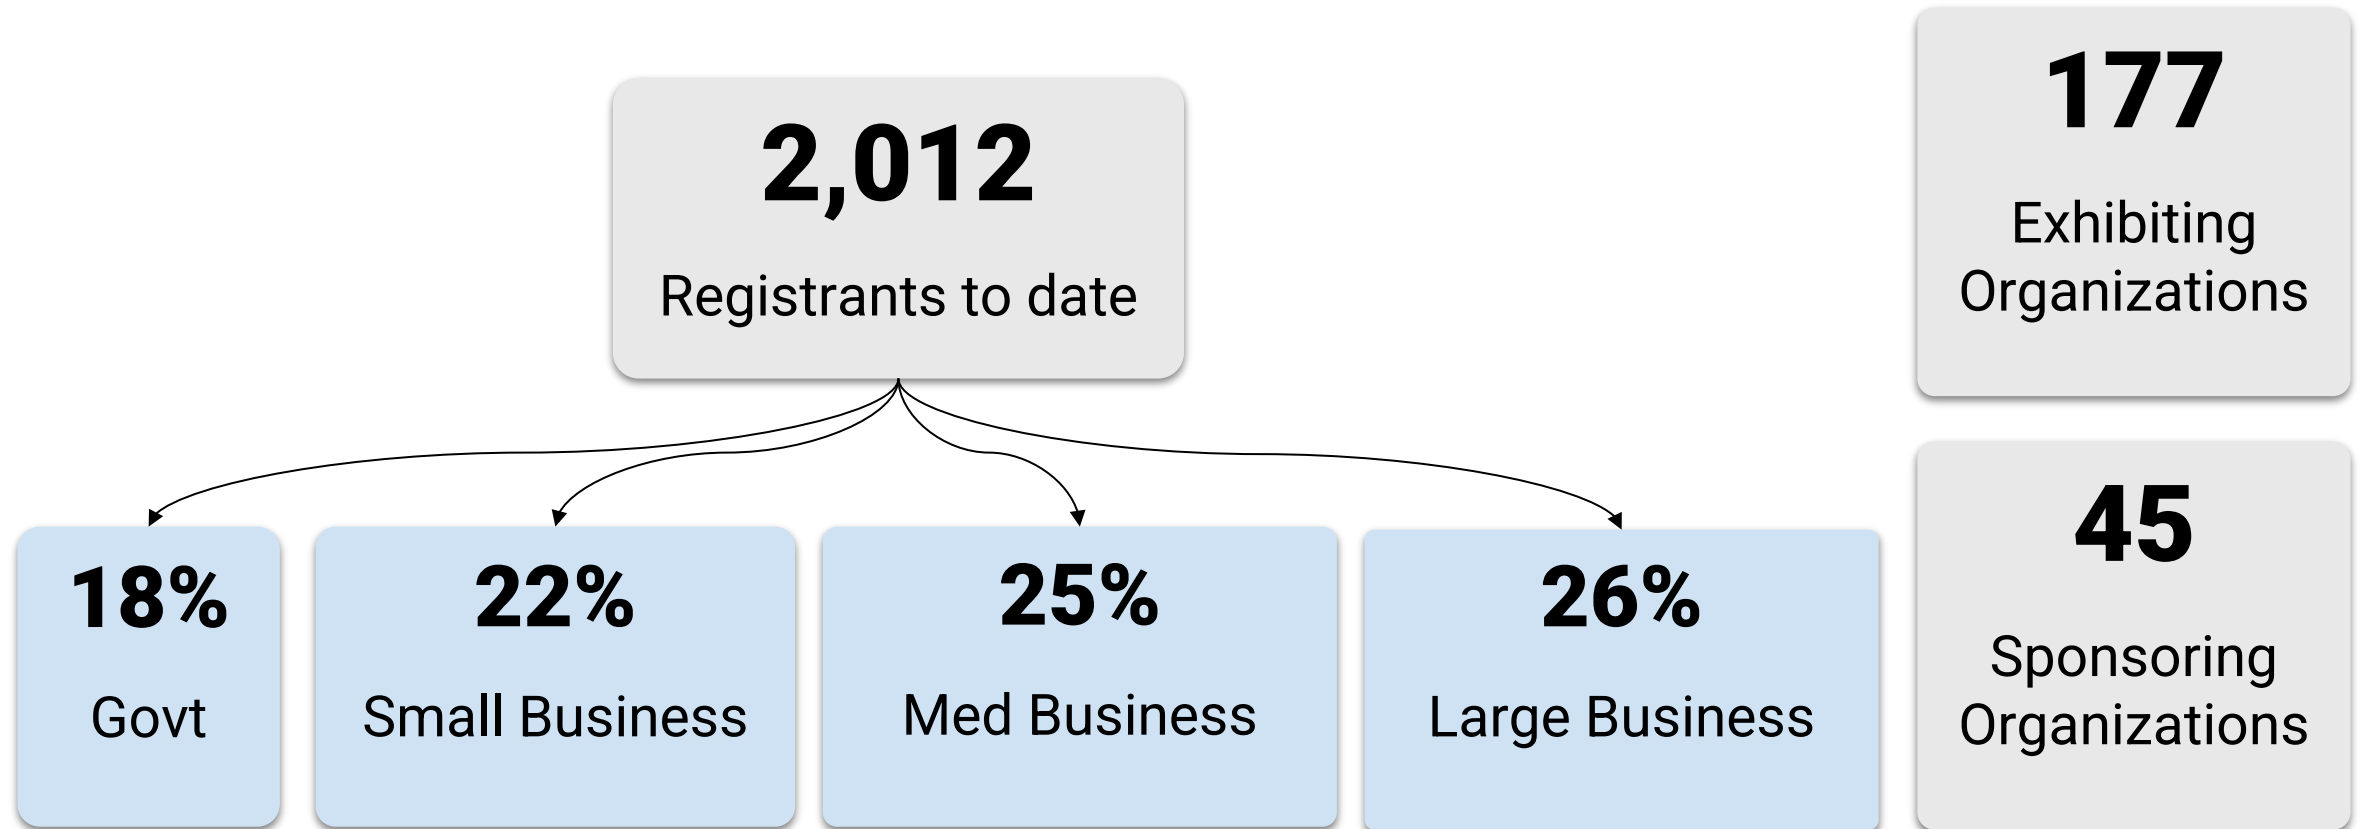 2,012
Registrants to date
18%
Govt
22%
Small Business
25%
Med Business
26%
Large Business
177
Exhibiting
Organizations
45
Sponsoring
Organizations